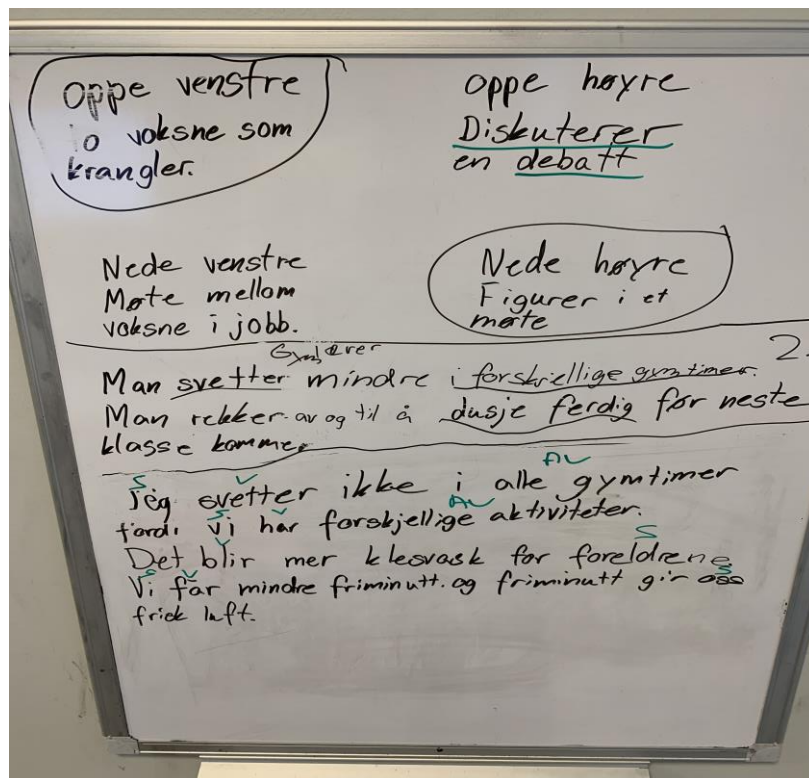 Oppe venstre
to voksne som
krangler.
oppe høyre
Diskuterer
en debatt
Nede venstre
Møte mellom
voksne i jobb.
Nede høyre
Figurer i et
møte
2.
Man svetter mindre i forskjellige gymtimer.
Man rekker av og til å dusje ferdig før neste
klasse kommer
S V AV
Jeg svetter ikke i alle gymtimer
S V AV
fordi vi har forskjellige aktiviteter.
V S
Det blir mer klesvask for foreldrene.
S V S
Vi får mindre friminutt. og friminutt gir oss
frisk luft.